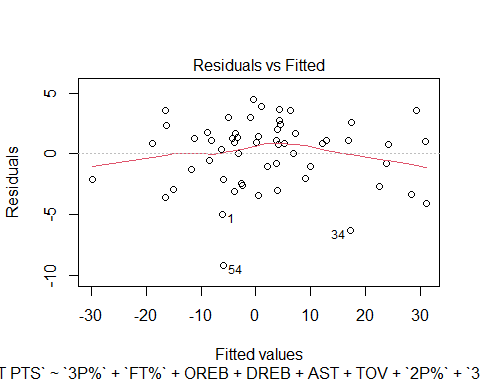 Residuals vs Fitted
5
0
-5
-10
Residuals
1
34
54
-30 -20 -10 0 10 20 30
Fitted values
T PTS` ~ `3P%` + `FT%` + OREB + DREB + AST + TOV + `2P%` + `3